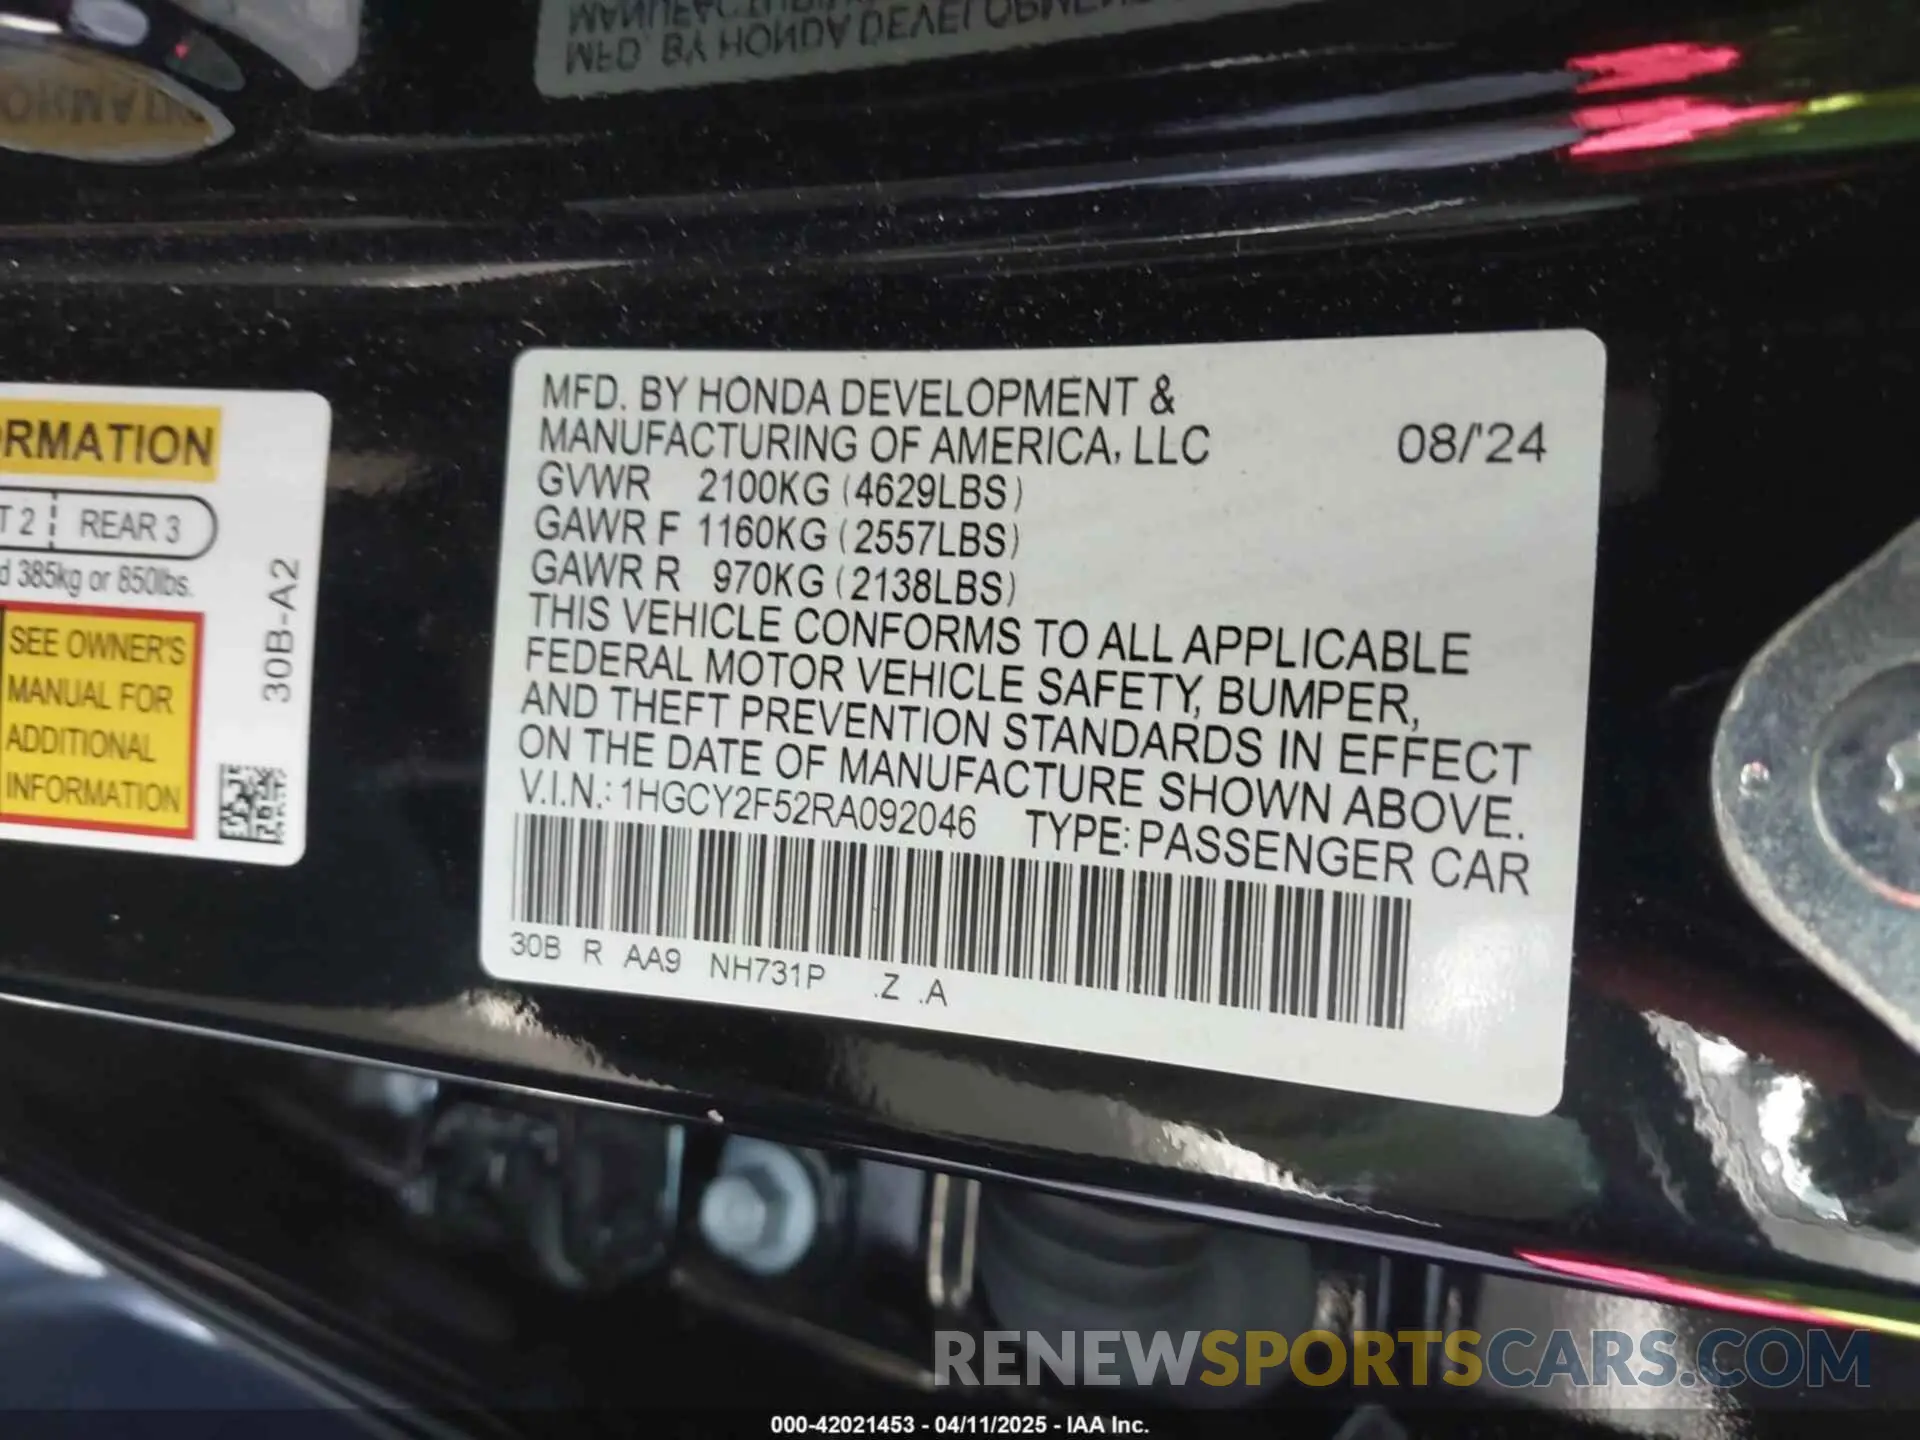 MANUFACTURING
MFD. BY HONDA DEVELOPMENT
ORMATION
RMATION
T 2 REAR 3
d 385kg or 850lbs.
SEE OWNER'S
MANUAL FOR
ADDITIONAL
INFORMATION
30B-A2
MFD. BY HONDA DEVELOPMENT &
MANUFACTURING OF AMERICA, LLC 08/'24
GVWR 2100KG (4629LBS)
GAWR F 1160KG (2557LBS)
GAWR R 970KG (2138LBS)
THIS VEHICLE CONFORMS TO ALL APPLICABLE
FEDERAL MOTOR VEHICLE SAFETY, BUMPER,
AND THEFT PREVENTION STANDARDS IN EFFECT
ON THE DATE OF MANUFACTURE SHOWN ABOVE.
V.I.N.: 1HGCY2F52RA092046 TYPE: PASSENGER CAR
30B R AA9 NH731P .Z .A
RENEWSPORTSCARS.COM
000-42021453 - 04/11/2025 - IAA Inc.